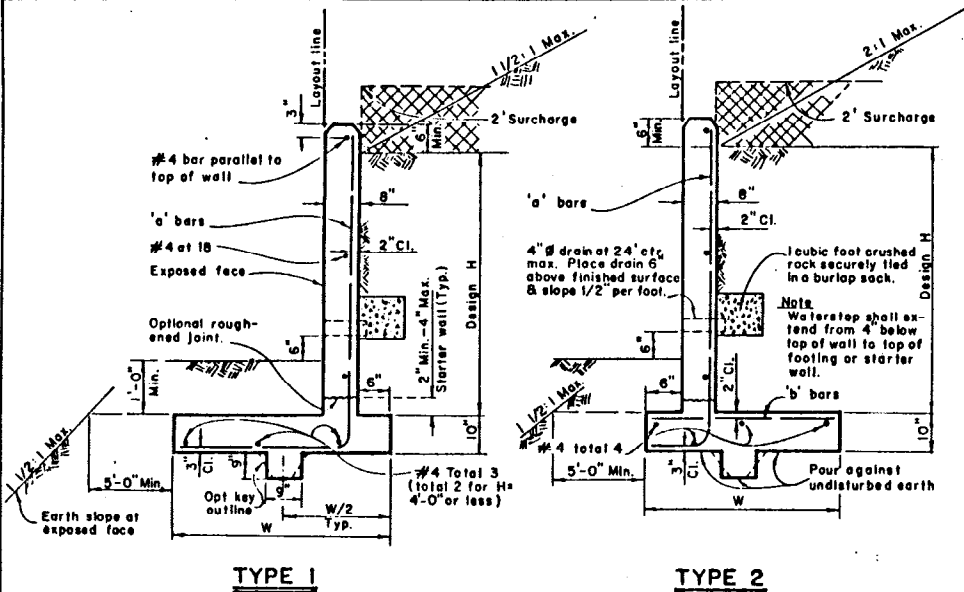 Layout line
1 1/2:1 Max.
3"
6"
Min.
2' Surcharge
#4 bar parallel to
top of wall
8"
'a' bars
#4 at 18
2" Cl.
Exposed face
Design H
Optional rough-
ened Joint.
2" Min.-4" Max.
Starter wall (Typ.)
6"
1'-0"
Min.
6"
10"
1 1/2:1 Max.
3"
Cl.
9"
5'-0" Min.
9"
Opt key
outline
#4 Total 3
(total 2 for H=
4'-0" or less)
W/2
Typ.
W
Earth slope at
exposed face
TYPE 1
Layout line
2:1 Max.
6"
Min
2' Surcharge
'a' bars
8"
2" Cl.
4" Ø drain at 24' ctr,
max. Place drain 6"
above finished surface
& slope 1/2" per foot.
1 cubic foot crushed
rock securely tied
in a burlap sack.
Design H
Note
Waterstop shall ex-
tend from 4" below
top of wall to top of
footing or starter
wall.
6"
2" Cl.
6"
'b' bars
1 1/2:1 Max.
10"
#4 total 4
5'-0" Min.
3"
Cl.
Pour against
undisturbed earth
W
TYPE 2